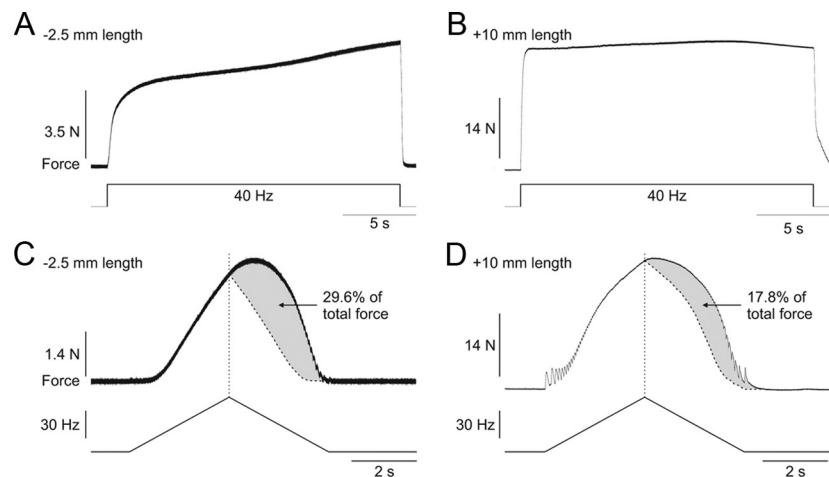 A
-2.5 mm length
3.5 N
Force
40 Hz
5 s
B
+10 mm length
14 N
40 Hz
5 s
C
-2.5 mm length
29.6% of
total force
1.4 N
Force
30 Hz
2 s
D
+10 mm length
17.8% of
total force
14 N
30 Hz
2 s